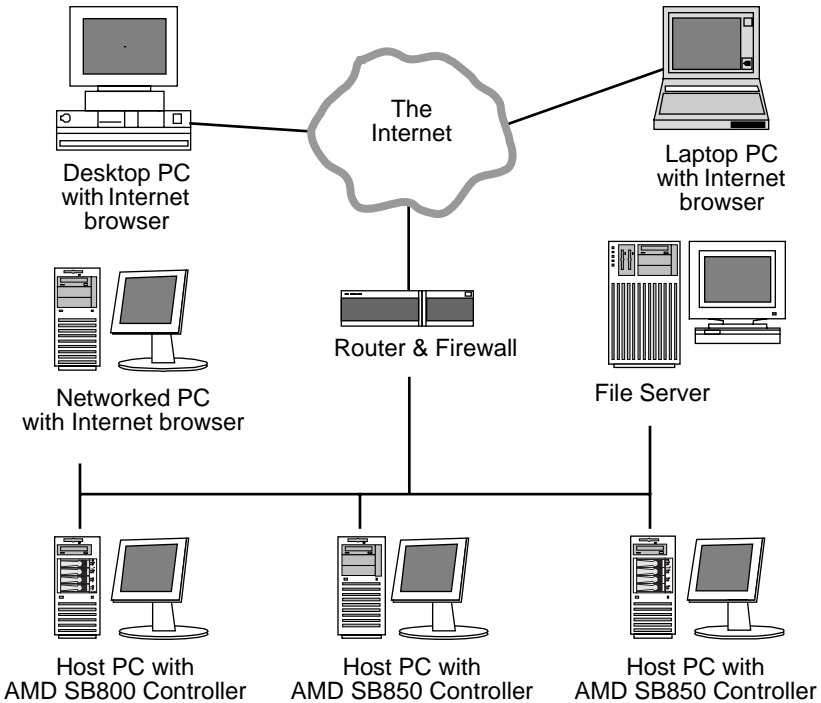 The
Internet
Desktop PC
with Internet
browser
Laptop PC
with Internet
browser
Router & Firewall
Networked PC
with Internet browser
File Server
Host PC with
AMD SB800 Controller
Host PC with
AMD SB850 Controller
Host PC with
AMD SB850 Controller